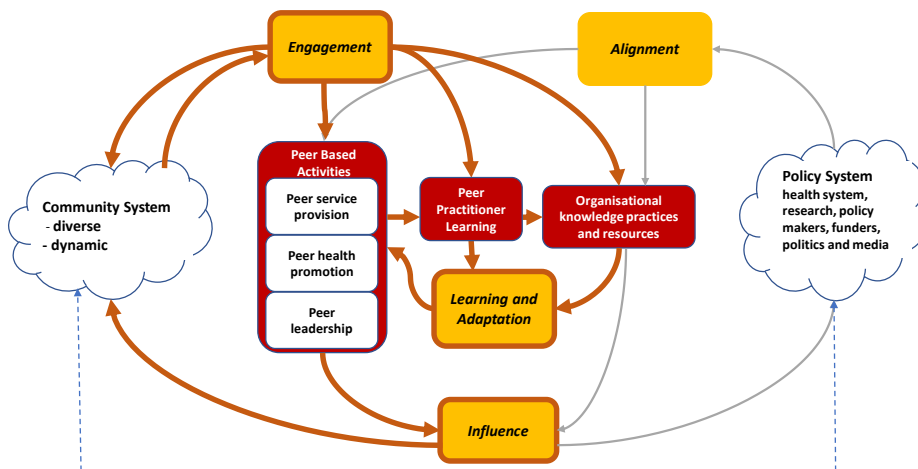 Engagement
Alignment
Peer Based
Activities
Peer service
provision
Peer health
promotion
Peer
leadership
Peer
Practitioner
Learning
Organisational
knowledge practices
and resources
Learning and
Adaptation
Influence
Community System
- diverse
- dynamic
Policy System
health system,
research, policy
makers, funders,
politics and media